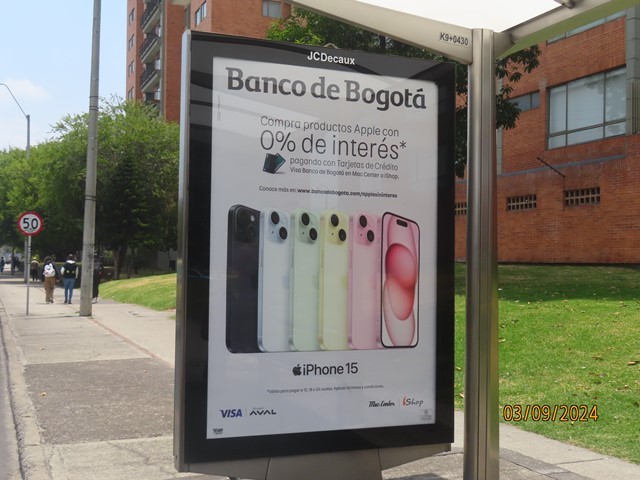 K9+0430
JCDecaux
Banco de Bogotá
Compra productos Apple con
0% de interés*
pagando con Tarjetas de Crédito
Visa Banco de Bogotá en Mac Center o iShop.
Conoce más en: www.bancodebogota.com/applesininteres
50
iPhone 15
VISA
AVAL
Mac Center
iShop
03/09/2024